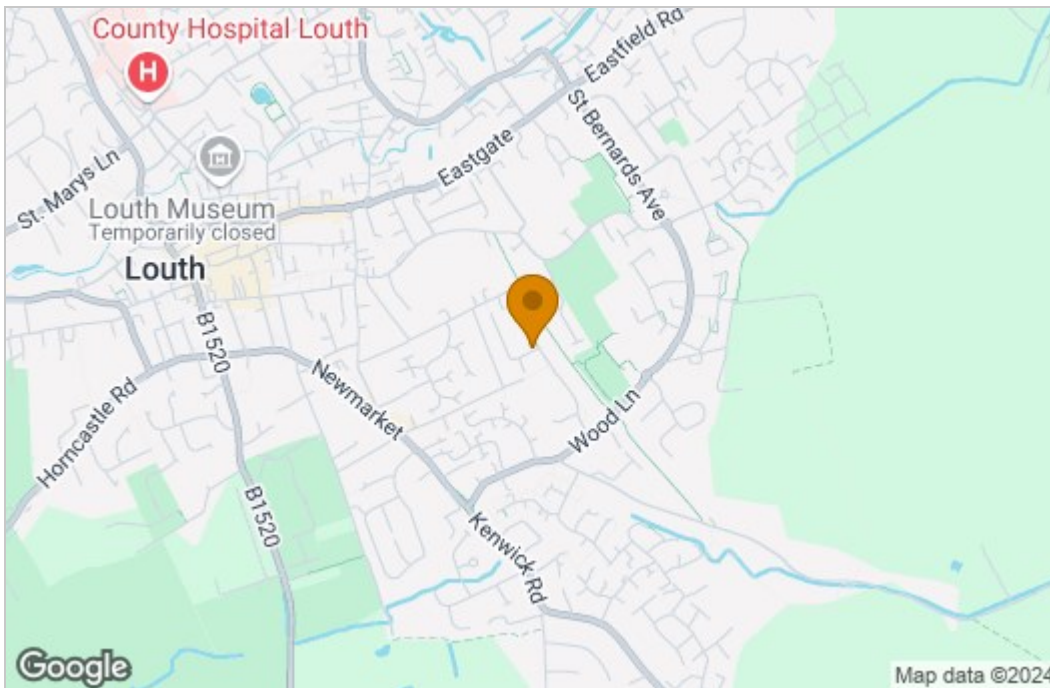 County Hospital Louth
H
Eastfield Rd
St Bernards Ave
St. Marys Ln
Eastgate
Louth Museum
Temporarily closed
Louth
B1520
Newmarket
Horncastle Rd
Wood Ln
B1520
Kenwick Rd
Google
Map data ©2024